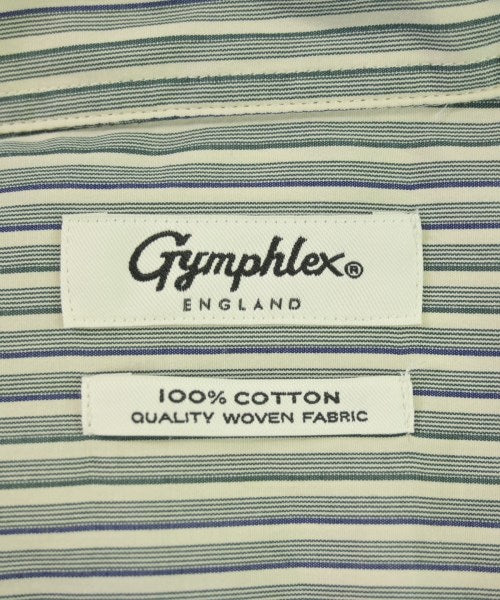 Gymphlex®
ENGLAND
100% COTTON
QUALITY WOVEN FABRIC